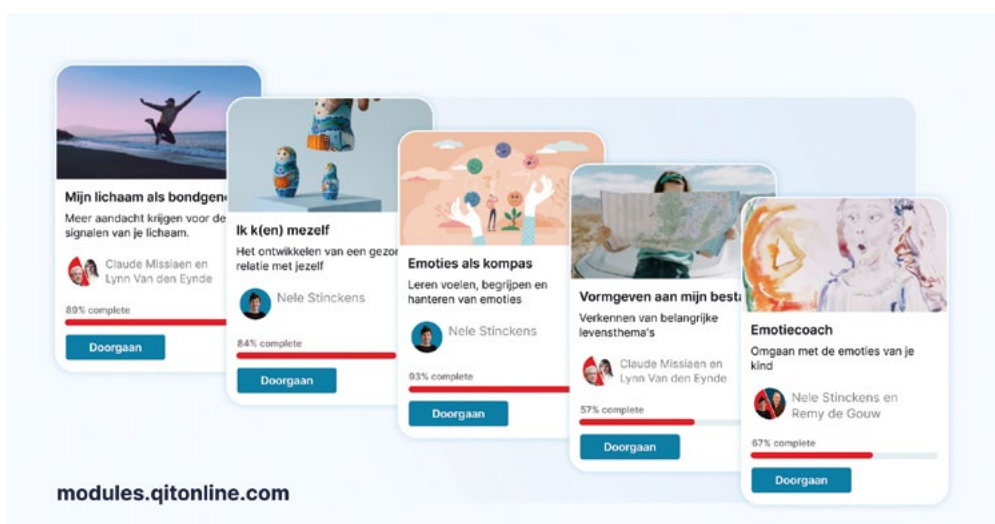 Mijn lichaam als bondgen
Meer aandacht krijgen voor de
signalen van je lichaam.
Claude Missiaen en
Lynn Van den Eynde
89% complete
Doorgaan
Ik k(en) mezelf
Het ontwikkelen van een gezon
relatie met jezelf
Nele Stinckens
84% complete
Doorgaan
Emoties als kompas
Leren voelen, begrijpen en
hanteren van emoties
Nele Stinckens
93% complete
Doorgaan
Vormgeven aan mijn besta
Verkennen van belangrijke
levensthema's
Claude Missiaen en
Lynn Van den Eynde
57% complete
Doorgaan
Emotiecoach
Omgaan met de emoties van je
kind
Nele Stinckens en
Remy de Gouw
67% complete
Doorgaan
modules.qitonline.com